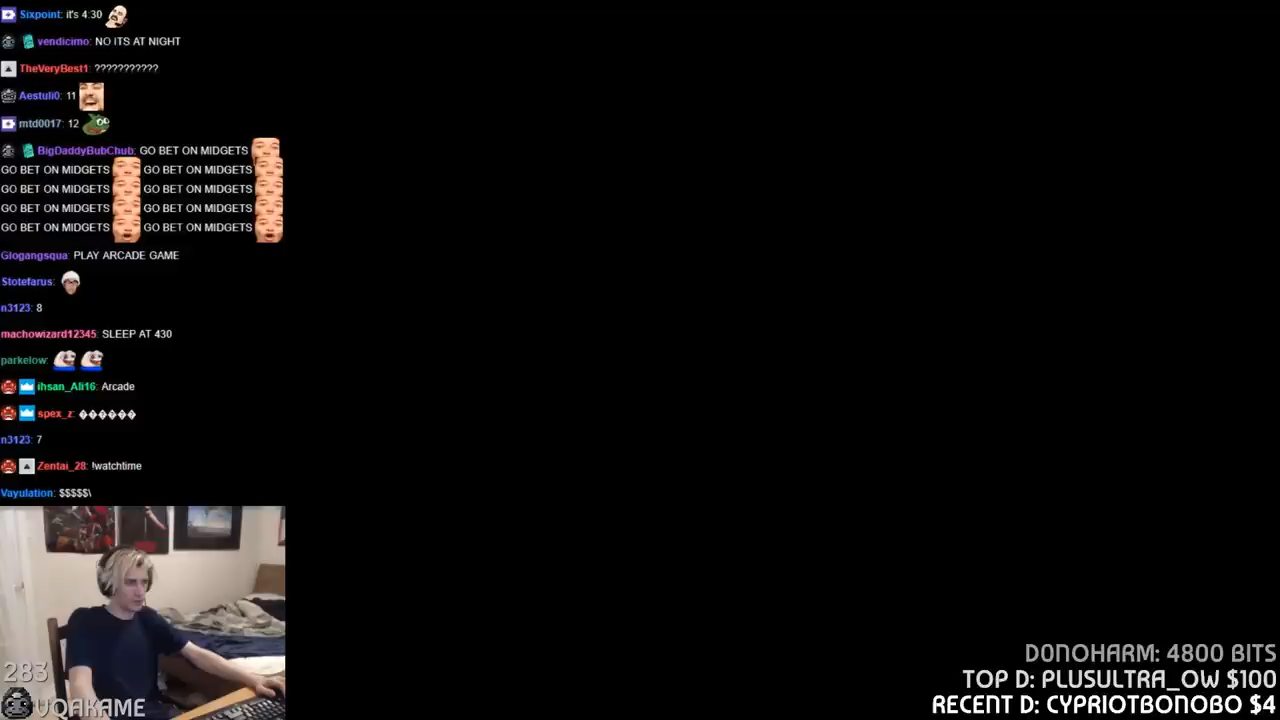 Sixpoint: it's 4:30
vendicimo: NO ITS AT NIGHT
TheVeryBest1: ???????????
Aestuli0: 11
mtd0017: 12
BigDaddyBubChub: GO BET ON MIDGETS
GO BET ON MIDGETS GO BET ON MIDGETS
GO BET ON MIDGETS GO BET ON MIDGETS
GO BET ON MIDGETS GO BET ON MIDGETS
GO BET ON MIDGETS GO BET ON MIDGETS
Glogangsqua: PLAY ARCADE GAME
Stotefarus:
n3123: 8
machowizard12345: SLEEP AT 430
parkelow:
ihsan_Ali16: Arcade
spex_z: ������
n3123: 7
Zentai_28: !watchtime
Vayulation: $$$$$\
283
VQAKAME
D0NOHARM: 4800 BITS
TOP D: PLUSULTRA_OW $100
RECENT D: CYPRIOTBONOBO $4